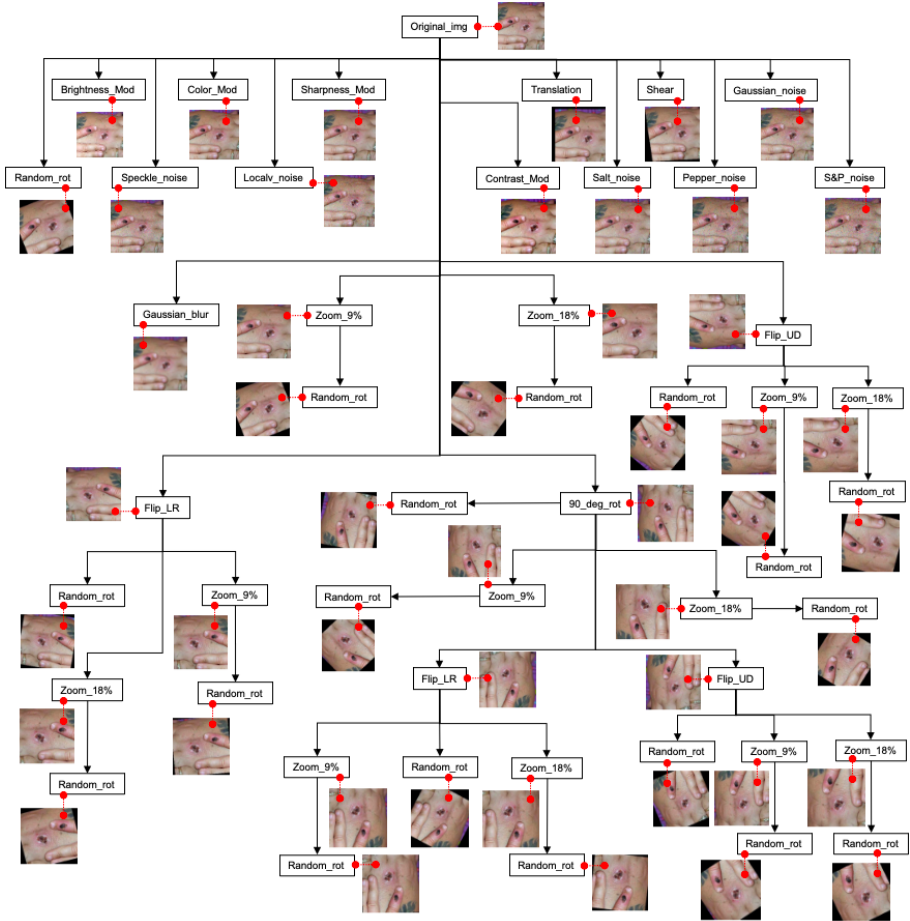 Original_img
Brightness_Mod
Color_Mod
Sharpness_Mod
Translation
Shear
Gaussian_noise
Random_rot
Speckle_noise
Localv_noise
Contrast_Mod
Salt_noise
Pepper_noise
S&P_noise
Gaussian_blur
Zoom_9%
Zoom_18%
Flip_UD
Random_rot
Random_rot
Random_rot
Zoom_9%
Zoom_18%
Random_rot
Flip_LR
Random_rot
90_deg_rot
Random_rot
Random_rot
Zoom_9%
Random_rot
Zoom_9%
Zoom_18%
Random_rot
Zoom_18%
Random_rot
Flip_LR
Flip_UD
Random_rot
Zoom_9%
Random_rot
Zoom_18%
Random_rot
Zoom_9%
Zoom_18%
Random_rot
Random_rot
Random_rot
Random_rot